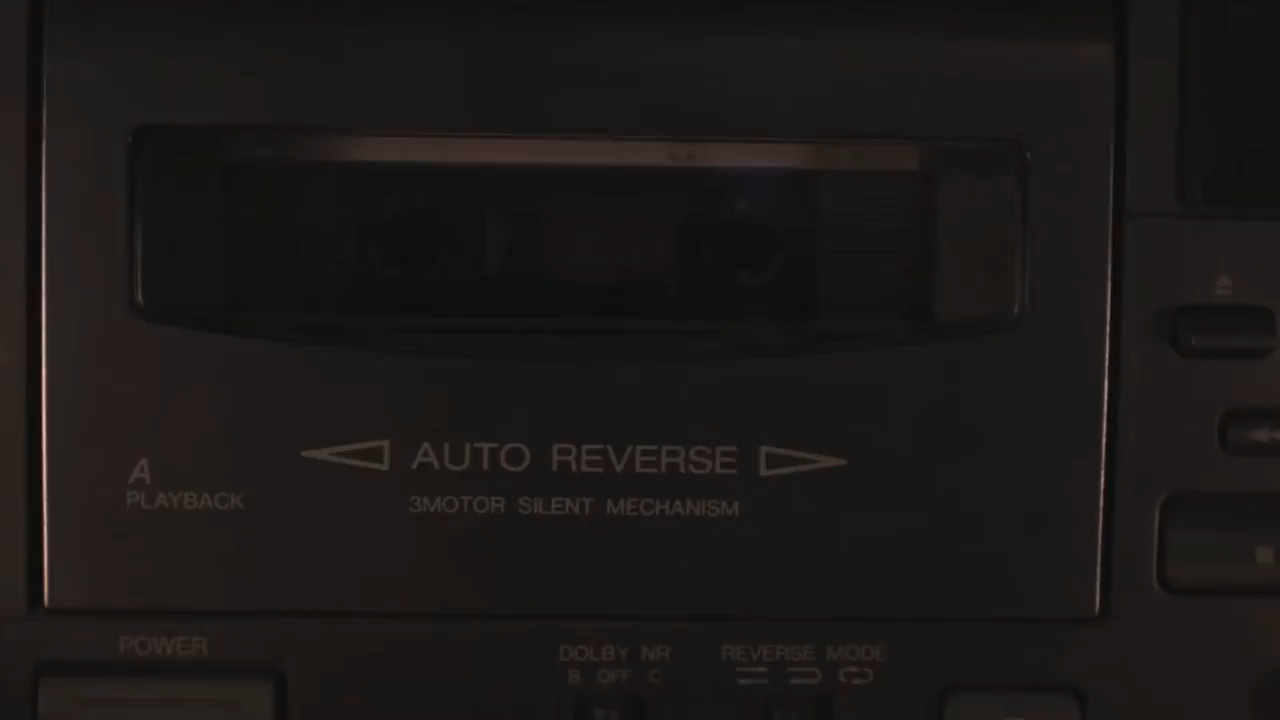 AUTO REVERSE
A
PLAYBACK
3MOTOR SILENT MECHANISM
POWER
DOLBY NR
B OFF C
REVERSE MODE